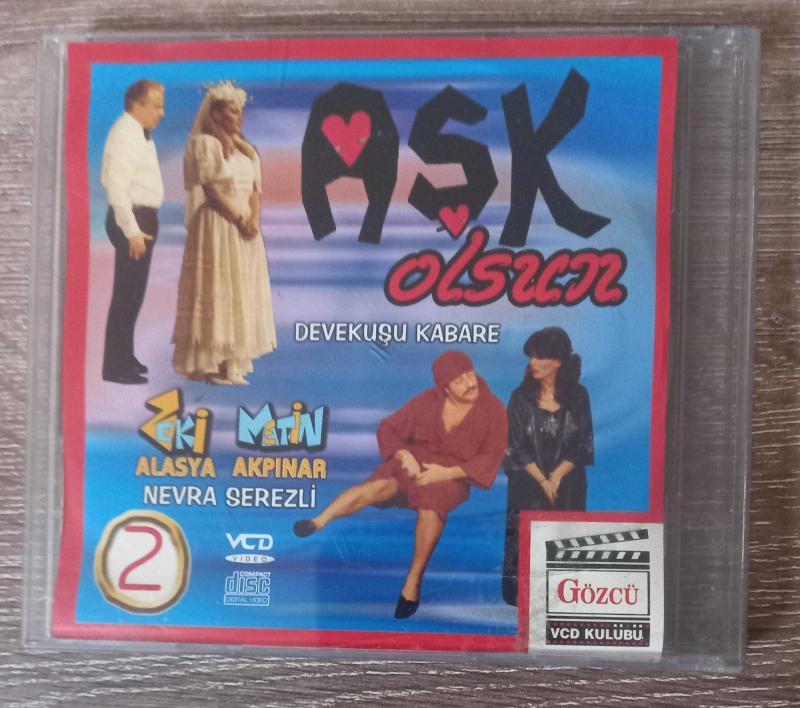 AŞK
olsun
DEVEKUŞU KABARE
ZEKİ METİN
ALASYA AKPINAR
NEVRA SEREZLİ
2
VCD
VIDEO
COMPACT
disc
DIGITAL VIDEO
GÖZCÜ
VCD KULÜBÜ